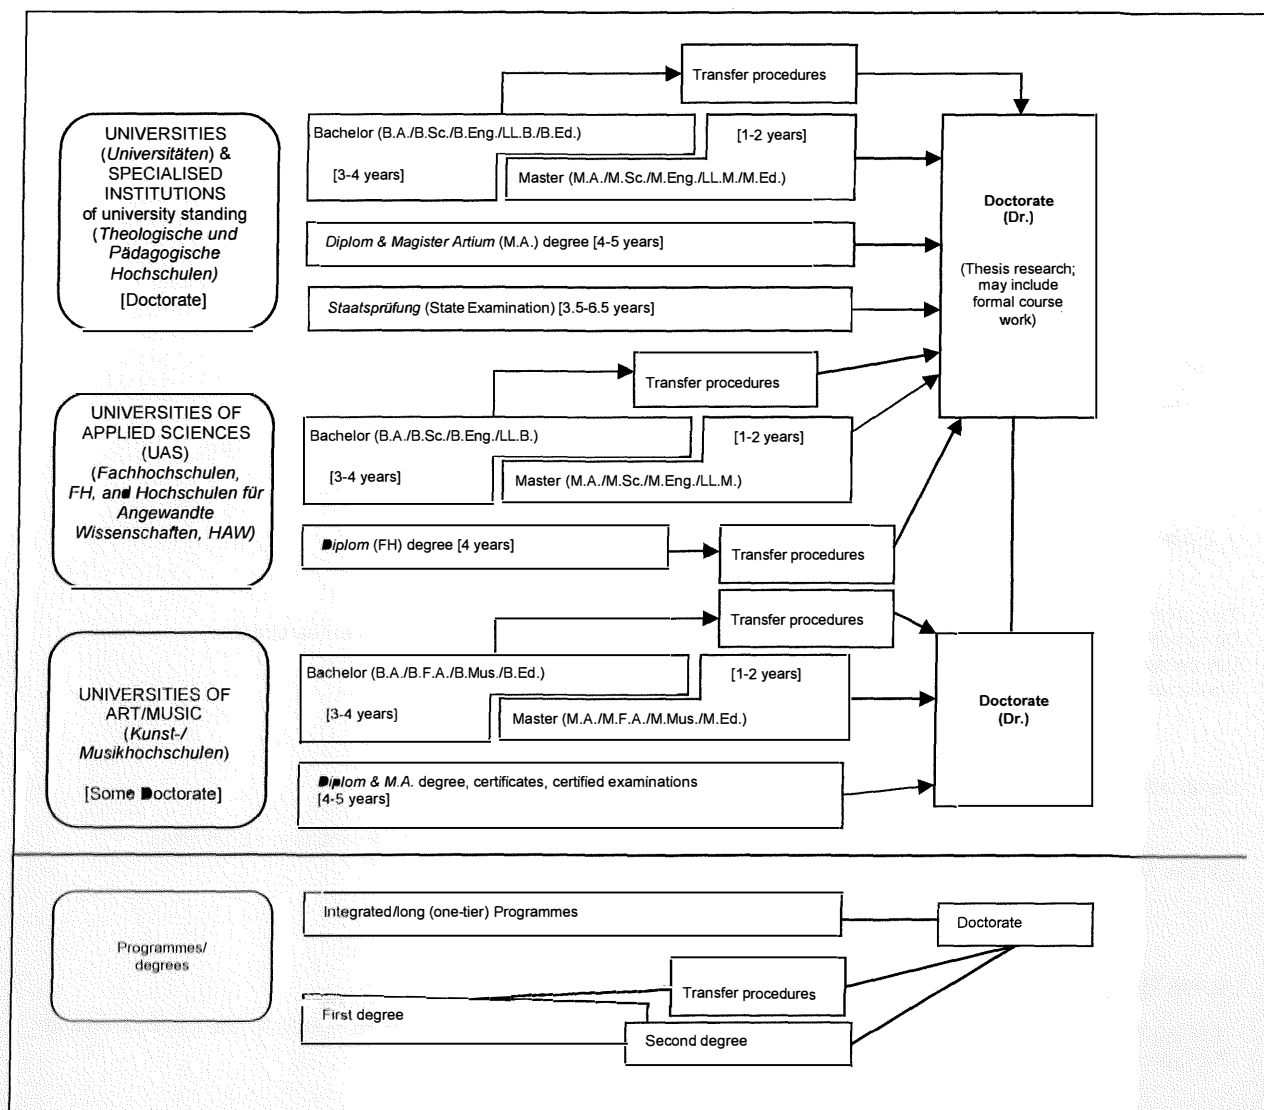 Transfer procedures
UNIVERSITIES
(Universitäten) &
SPECIALISED
INSTITUTIONS
of university standing
(Theologische und
Pädagogische
Hochschulen)
[Doctorate]
Bachelor (B.A./B.Sc./B.Eng./LL.B./B.Ed.)
[3-4 years]
[1-2 years]
Master (M.A./M.Sc./M.Eng./LL.M./M.Ed.)
Diplom & Magister Artium (M.A.) degree [4-5 years]
Staatsprüfung (State Examination) [3.5-6.5 years]
Doctorate
(Dr.)
(Thesis research;
may include
formal course
work)
Transfer procedures
UNIVERSITIES OF
APPLIED SCIENCES
(UAS)
(Fachhochschulen,
FH, and Hochschulen für
Angewandte
Wissenschaften, HAW)
Bachelor (B.A./B.Sc./B.Eng./LL.B.)
[3-4 years]
[1-2 years]
Master (M.A./M.Sc./M.Eng./LL.M.)
Diplom (FH) degree [4 years]
Transfer procedures
Transfer procedures
UNIVERSITIES OF
ART/MUSIC
(Kunst-/
Musikhochschulen)
[Some Doctorate]
Bachelor (B.A./B.F.A./B.Mus./B.Ed.)
[3-4 years]
[1-2 years]
Master (M.A./M.F.A./M.Mus./M.Ed.)
Diplom & M.A. degree, certificates, certified examinations
[4-5 years]
Doctorate
(Dr.)
Programmes/
degrees
Integrated/long (one-tier) Programmes
Doctorate
Transfer procedures
First degree
Second degree